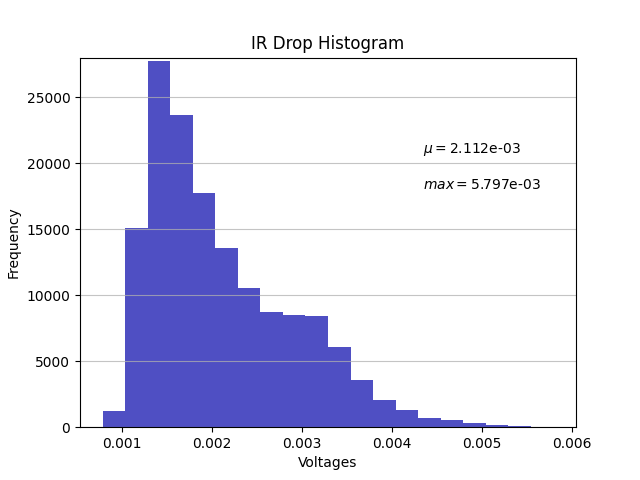 IR Drop Histogram
25000
20000
15000
10000
5000
0
Frequency
μ = 2.112e-03
max = 5.797e-03
0.001 0.002 0.003 0.004 0.005 0.006
Voltages